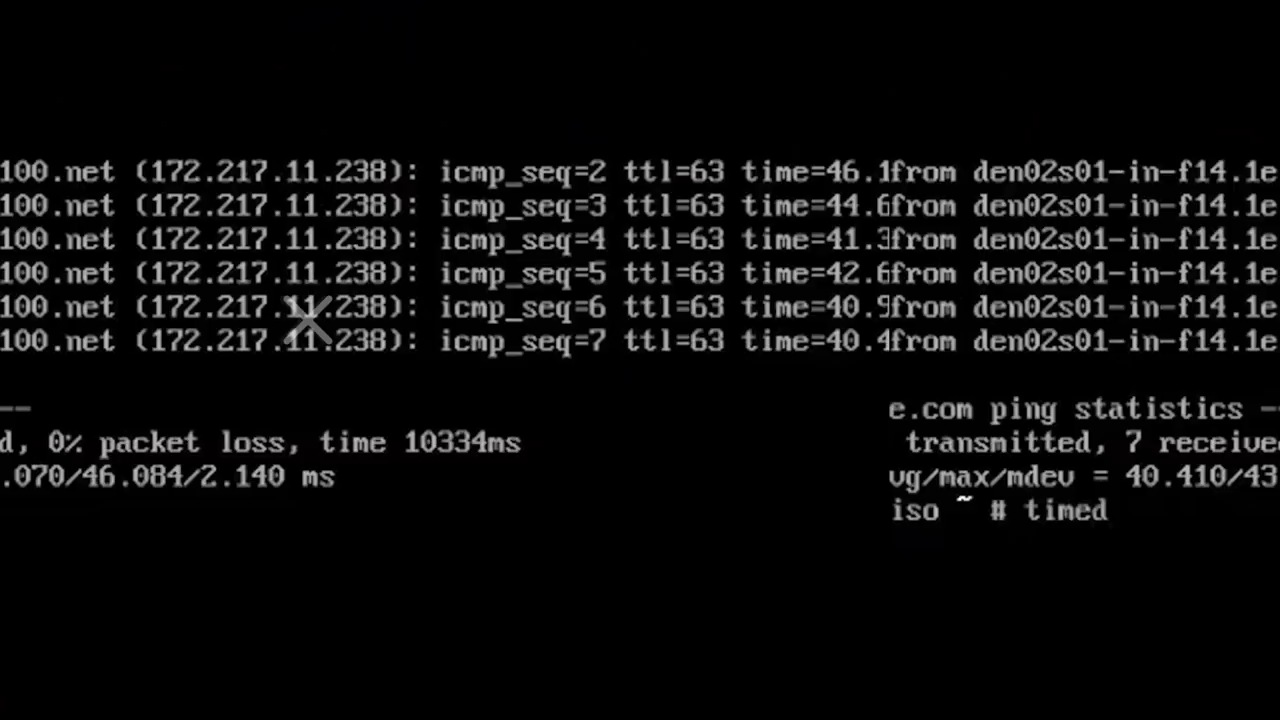 100.net (172.217.11.238): icmp_seq=2 ttl=63 time=46.1from den02s01-in-f14.1e
100.net (172.217.11.238): icmp_seq=3 ttl=63 time=44.6from den02s01-in-f14.1e
100.net (172.217.11.238): icmp_seq=4 ttl=63 time=41.3from den02s01-in-f14.1e
100.net (172.217.11.238): icmp_seq=5 ttl=63 time=42.6from den02s01-in-f14.1e
100.net (172.217.11.238): icmp_seq=6 ttl=63 time=40.9from den02s01-in-f14.1e
100.net (172.217.11.238): icmp_seq=7 ttl=63 time=40.4from den02s01-in-f14.1e
-- e.com ping statistics -
d, 0% packet loss, time 10334ms transmitted, 7 receive
.070/46.084/2.140 ms vg/max/mdev = 40.410/43
iso ~ # timed